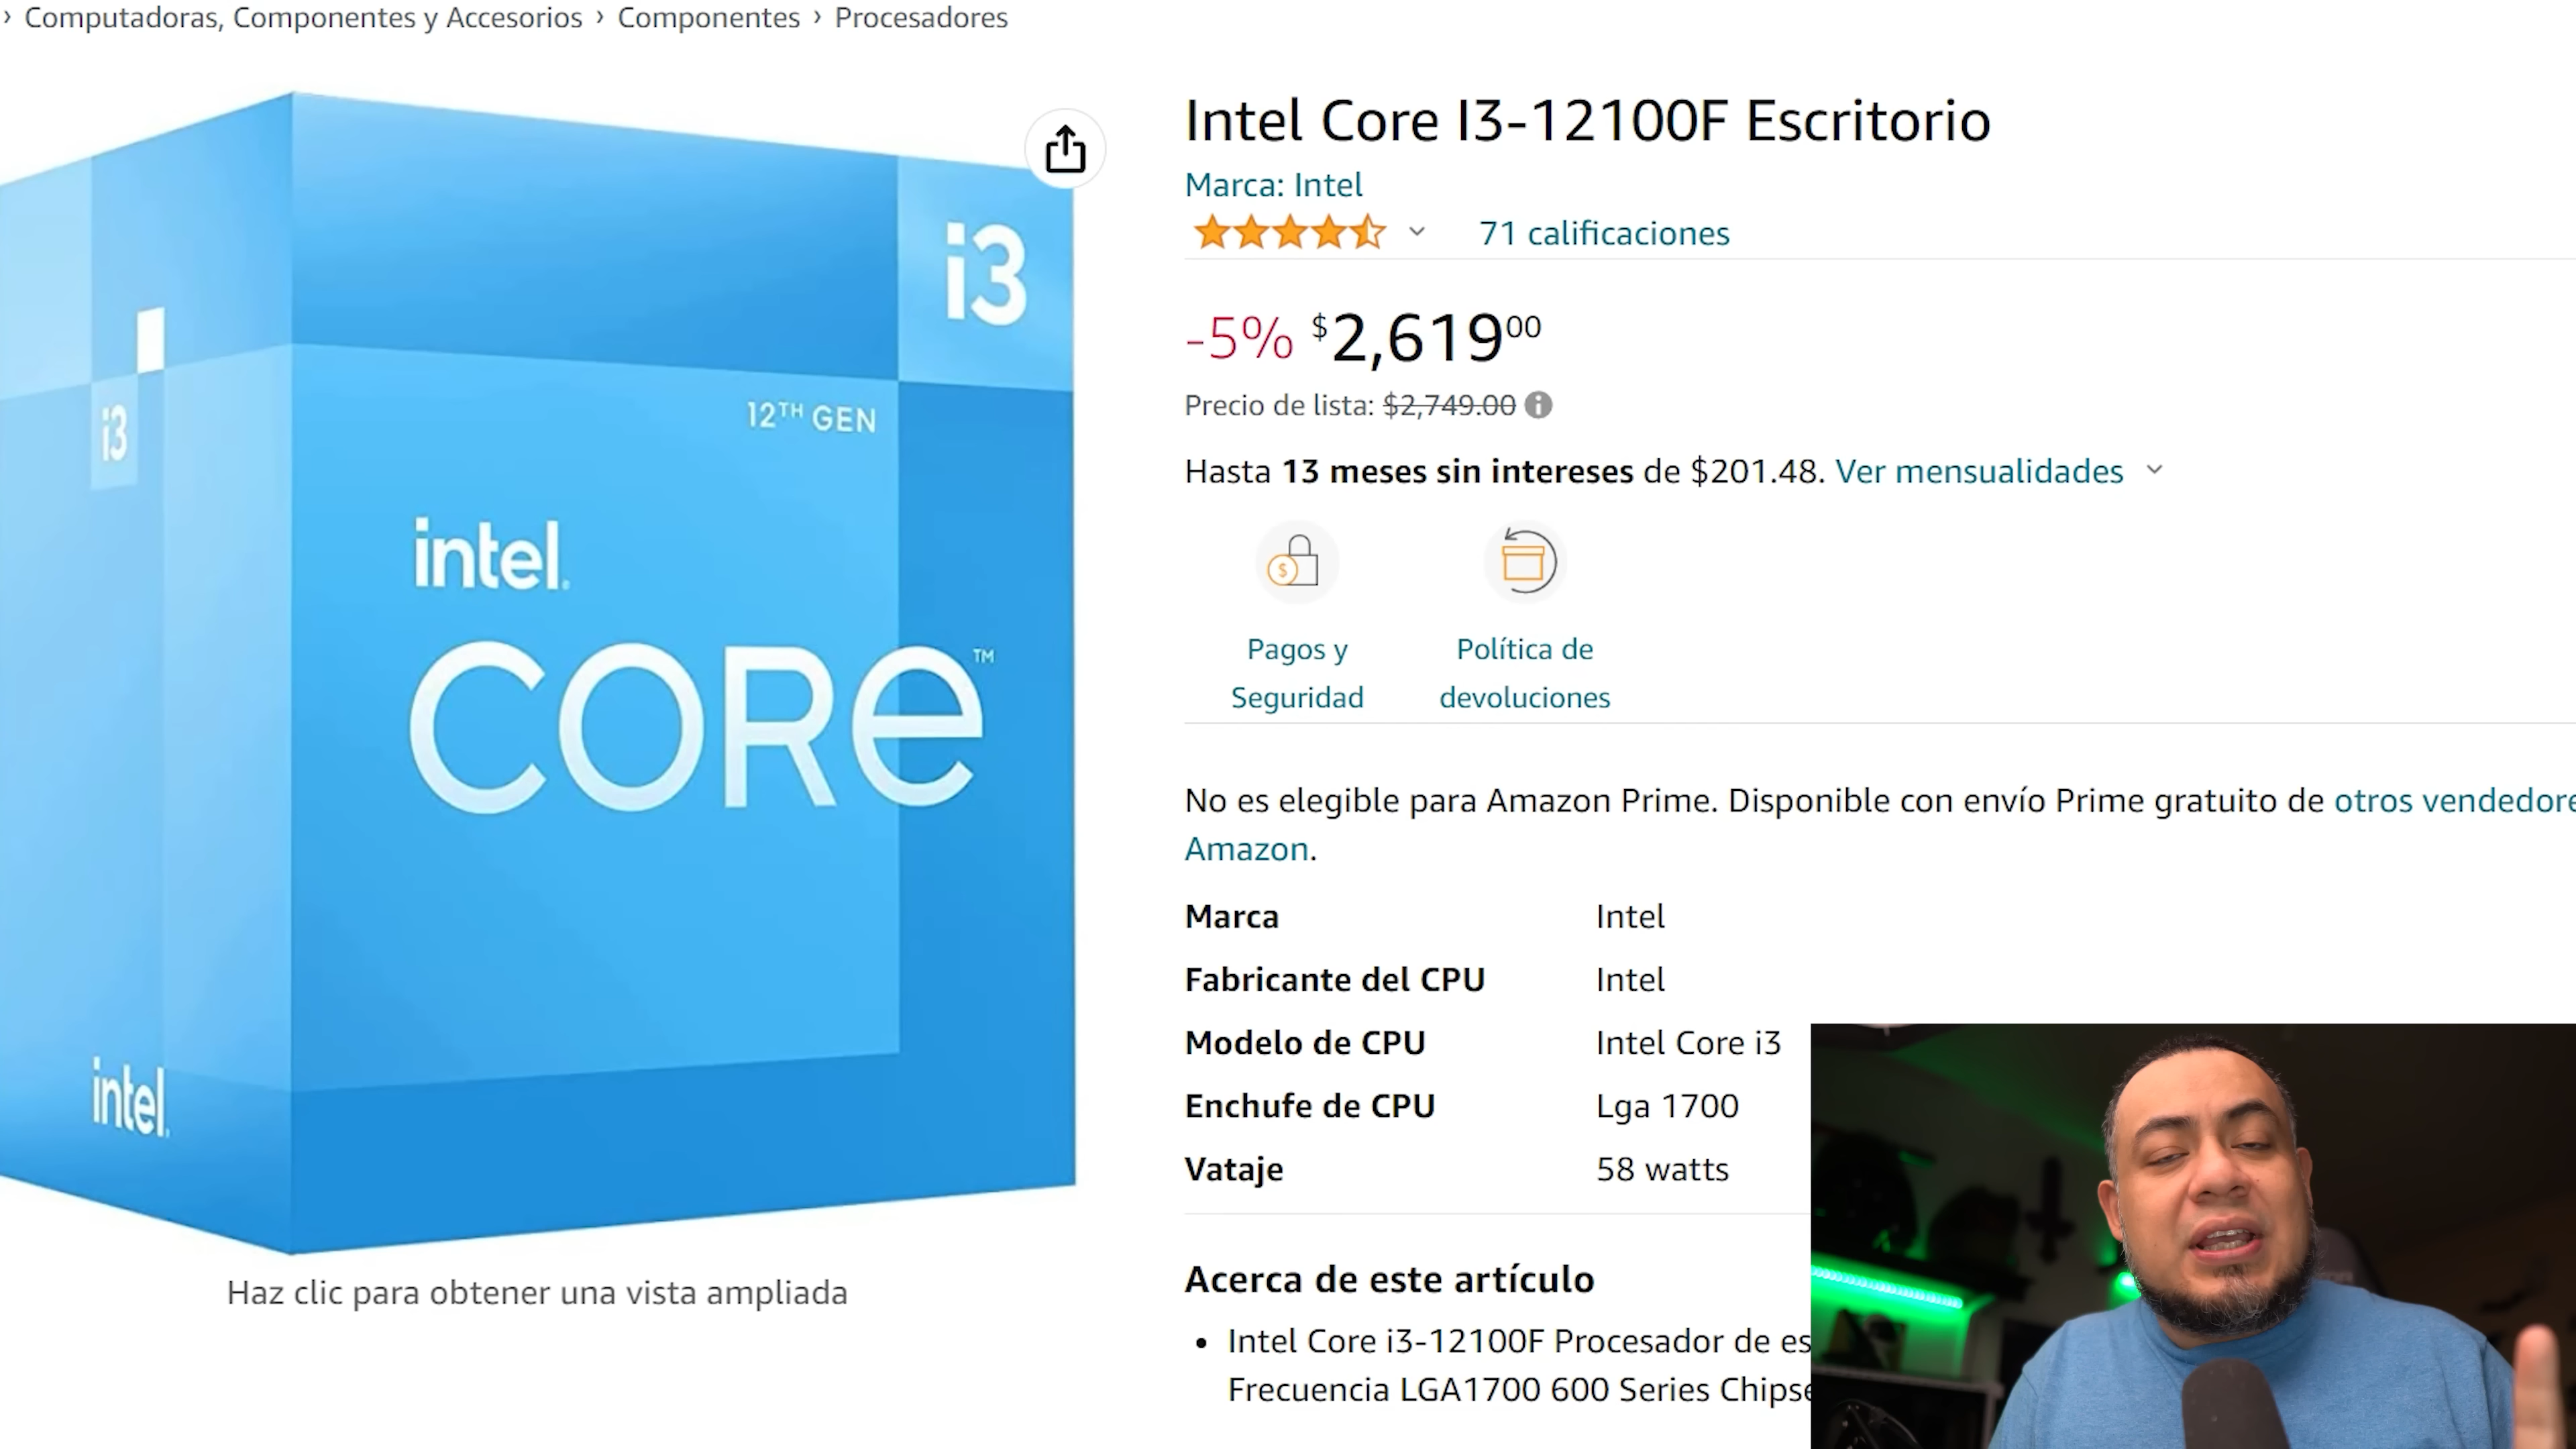 › Computadoras, Componentes y Accesorios › Componentes › Procesadores
i3
12TH GEN
i3
intel.
CORE™
intel.
Haz clic para obtener una vista ampliada
Intel Core I3-12100F Escritorio
Marca: Intel
71 calificaciones
-5% $2,619 00
Precio de lista: $2,749.00
Hasta 13 meses sin intereses de $201.48. Ver mensualidades
Pagos y
Seguridad
Política de
devoluciones
No es elegible para Amazon Prime. Disponible con envío Prime gratuito de otros vendedore
Amazon.
Marca Intel
Fabricante del CPU Intel
Modelo de CPU Intel Core i3
Enchufe de CPU Lga 1700
Vataje 58 watts
Acerca de este artículo
• Intel Core i3-12100F Procesador de es
Frecuencia LGA1700 600 Series Chips